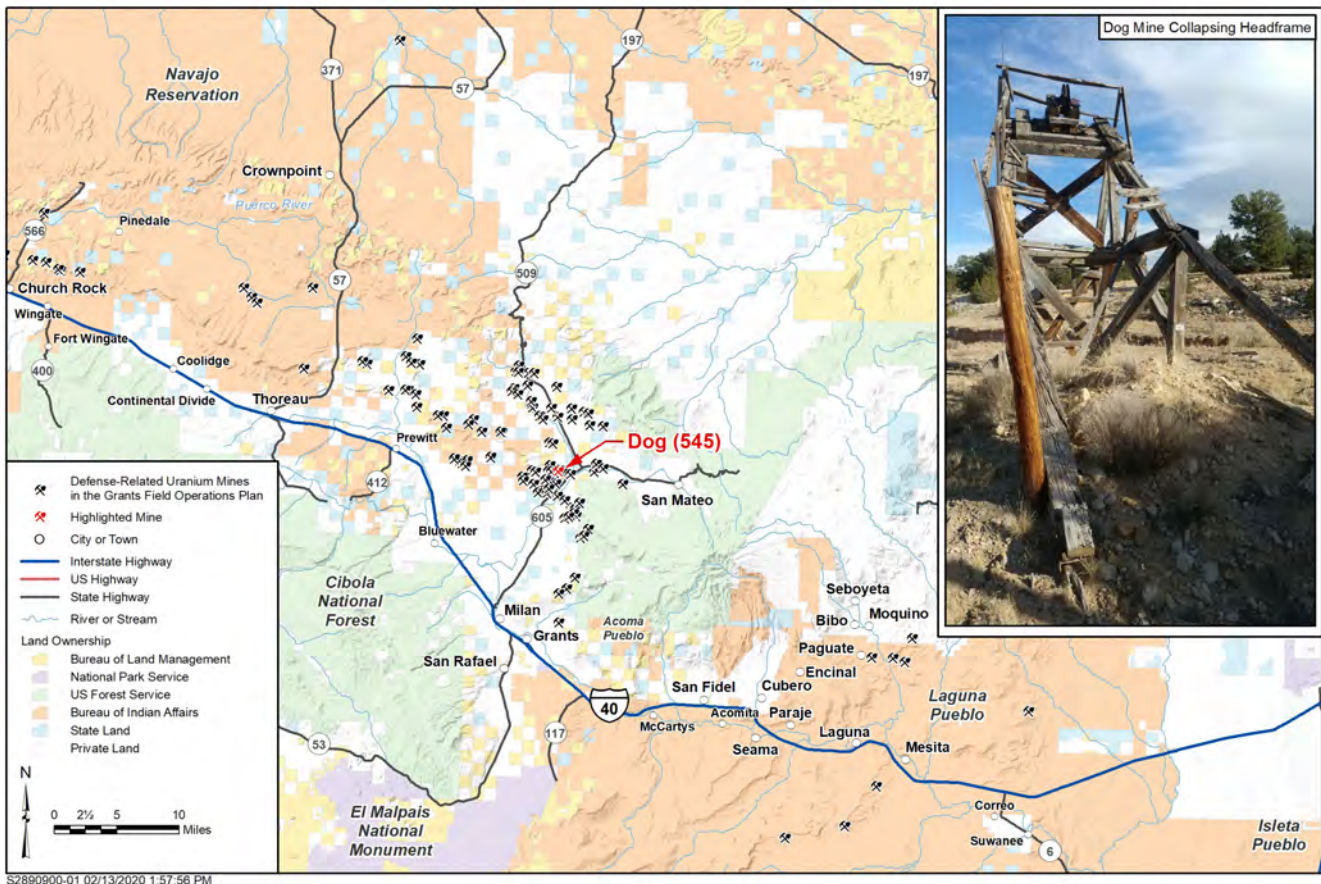 Navajo
Reservation
371
197
197
57
Crownpoint
Puerco River
566
Pinedale
57
509
Church Rock
Wingate
Fort Wingate
400
Coolidge
Continental Divide
Thoreau
Prewitt
412
Dog (545)
San Mateo
605
Bluewater
Cibola
National
Forest
Milan
Grants
San Rafael
Acoma
Pueblo
Seboyeta
Bibo
Moquino
Paguate
Encinal
San Fidel
Cubero
Laguna
Pueblo
40
McCartys
Acomita
Paraje
Seama
Laguna
Mesita
53
117
El Malpais
National
Monument
Correo
Suwanee
6
Isleta
Pueblo
Dog Mine Collapsing Headframe
Defense-Related Uranium Mines
in the Grants Field Operations Plan
Highlighted Mine
City or Town
Interstate Highway
US Highway
State Highway
River or Stream
Land Ownership
Bureau of Land Management
National Park Service
US Forest Service
Bureau of Indian Affairs
State Land
Private Land
N
0 2½ 5 10
Miles
S2890900-01 02/13/2020 1:57:56 PM